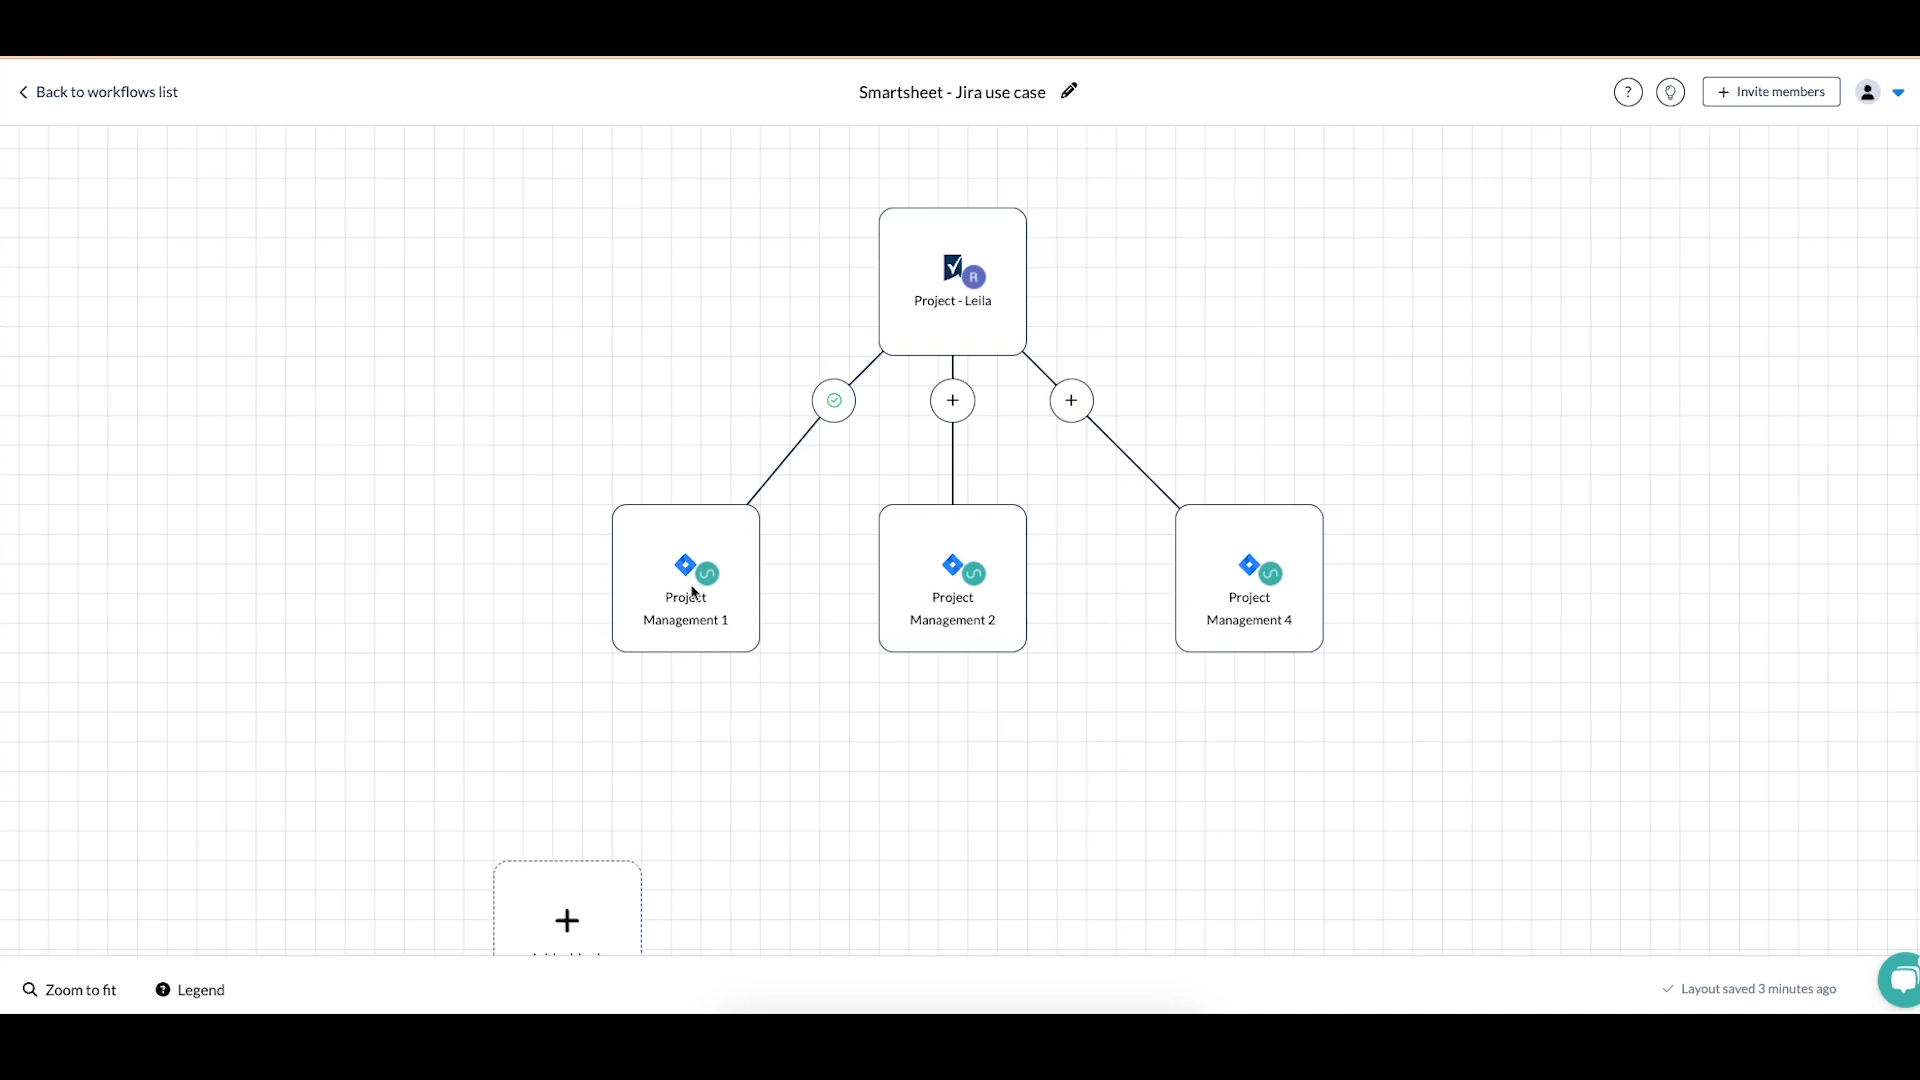 Back to workflows list
Smartsheet - Jira use case
?
+ Invite members
R
Project - Leila
+
+
Project
Management 1
Project
Management 2
Project
Management 4
+
Zoom to fit
? Legend
Layout saved 3 minutes ago